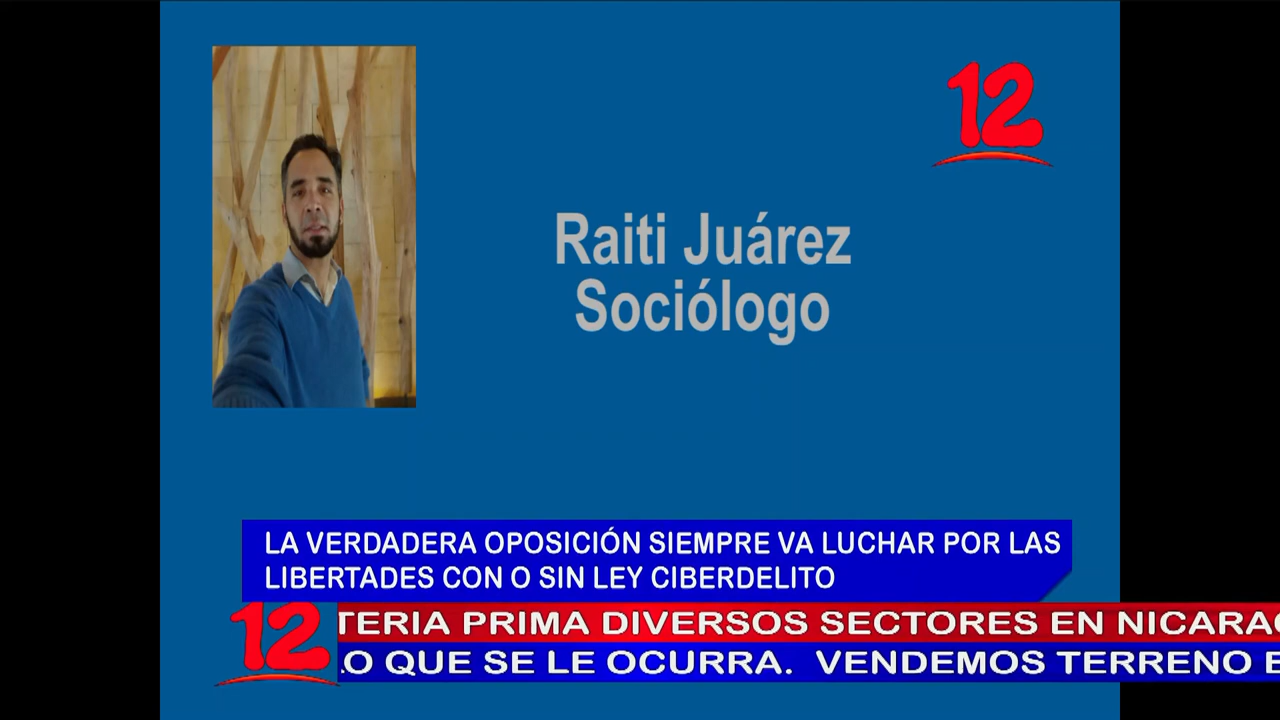 12
Raiti Juárez
Sociólogo
LA VERDADERA OPOSICIÓN SIEMPRE VA LUCHAR POR LAS
LIBERTADES CON O SIN LEY CIBERDELITO
12
TERIA PRIMA DIVERSOS SECTORES EN NICARAG
LO QUE SE LE OCURRA. VENDEMOS TERRENO E